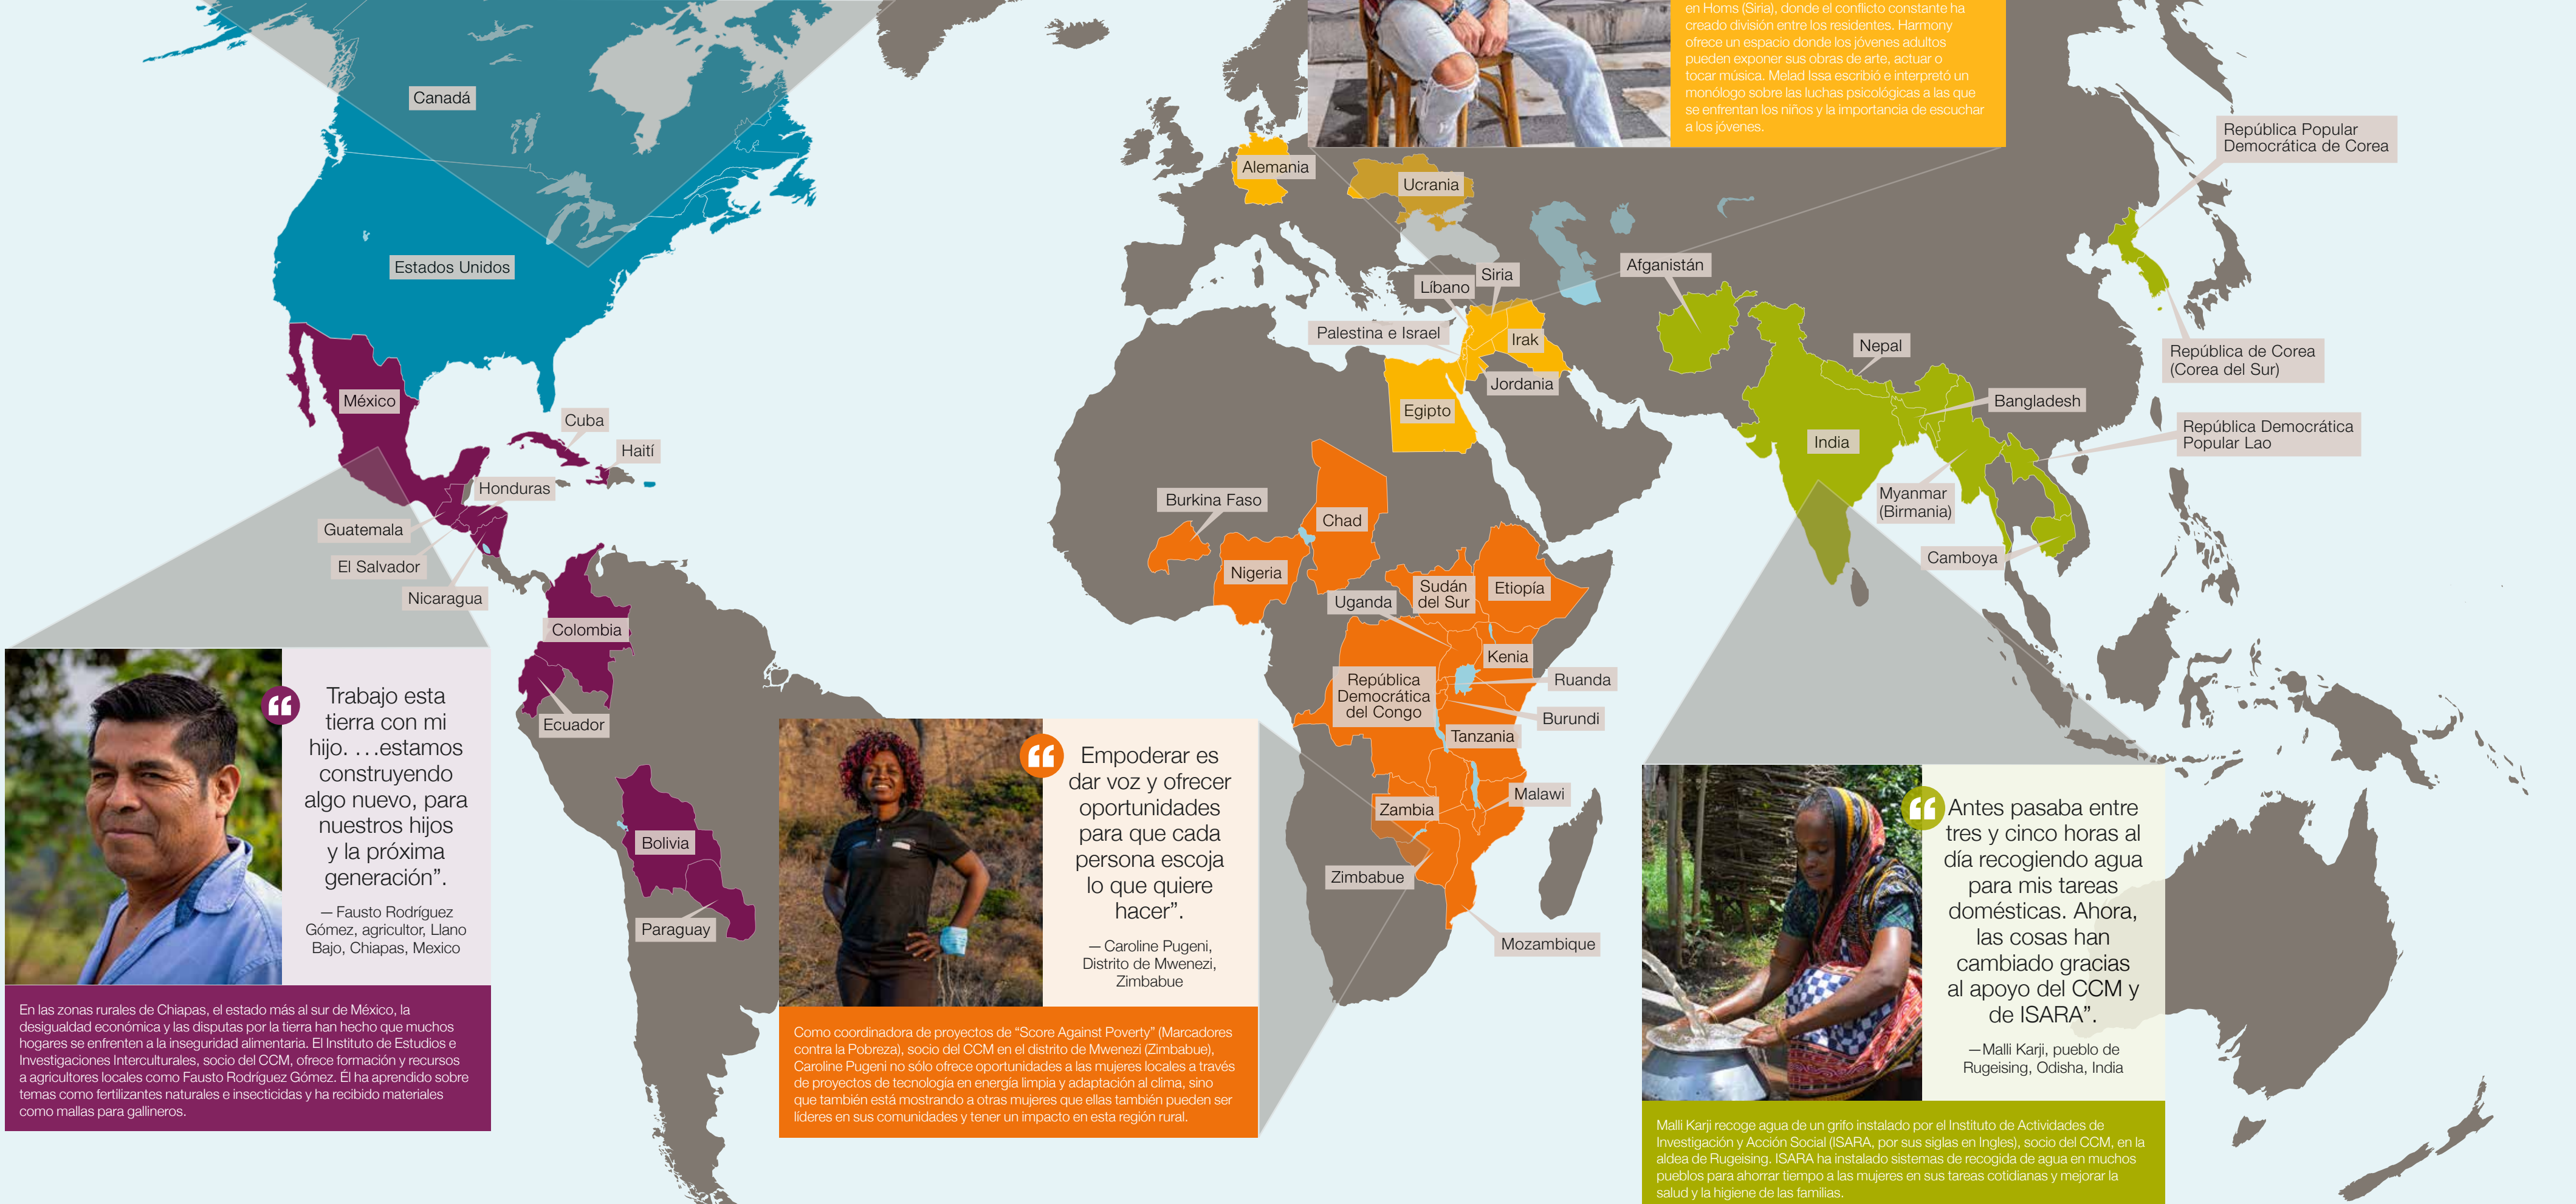 en Homs (Siria), donde el conflicto constante ha
creado división entre los residentes. Harmony
ofrece un espacio donde los jóvenes adultos
pueden exponer sus obras de arte, actuar o
tocar música. Melad Issa escribió e interpretó un
monólogo sobre las luchas psicológicas a las que
se enfrentan los niños y la importancia de escuchar
a los jóvenes.
Canadá
Estados Unidos
México
Cuba
Haití
Honduras
Guatemala
El Salvador
Nicaragua
Colombia
Ecuador
Bolivia
Paraguay
Alemania
Ucrania
Siria
Líbano
Palestina e Israel
Irak
Jordania
Egipto
Burkina Faso
Chad
Nigeria
Sudán
del Sur
Etiopía
Uganda
Kenia
República
Democrática
del Congo
Ruanda
Burundi
Tanzania
Malawi
Zambia
Zimbabue
Mozambique
Afganistán
Nepal
Bangladesh
India
Myanmar
(Birmania)
Camboya
República Popular
Democrática de Corea
República de Corea
(Corea del Sur)
República Democrática
Popular Lao
“
Trabajo esta
tierra con mi
hijo. …estamos
construyendo
algo nuevo, para
nuestros hijos
y la próxima
generación”.
— Fausto Rodríguez
Gómez, agricultor, Llano
Bajo, Chiapas, Mexico
En las zonas rurales de Chiapas, el estado más al sur de México, la
desigualdad económica y las disputas por la tierra han hecho que muchos
hogares se enfrenten a la inseguridad alimentaria. El Instituto de Estudios e
Investigaciones Interculturales, socio del CCM, ofrece formación y recursos
a agricultores locales como Fausto Rodríguez Gómez. Él ha aprendido sobre
temas como fertilizantes naturales e insecticidas y ha recibido materiales
como mallas para gallineros.
“
Empoderar es
dar voz y ofrecer
oportunidades
para que cada
persona escoja
lo que quiere
hacer”.
— Caroline Pugeni,
Distrito de Mwenezi,
Zimbabue
Como coordinadora de proyectos de “Score Against Poverty” (Marcadores
contra la Pobreza), socio del CCM en el distrito de Mwenezi (Zimbabue),
Caroline Pugeni no sólo ofrece oportunidades a las mujeres locales a través
de proyectos de tecnología en energía limpia y adaptación al clima, sino
que también está mostrando a otras mujeres que ellas también pueden ser
líderes en sus comunidades y tener un impacto en esta región rural.
“
Antes pasaba entre
tres y cinco horas al
día recogiendo agua
para mis tareas
domésticas. Ahora,
las cosas han
cambiado gracias
al apoyo del CCM y
de ISARA”.
—Malli Karji, pueblo de
Rugeising, Odisha, India
Malli Karji recoge agua de un grifo instalado por el Instituto de Actividades de
Investigación y Acción Social (ISARA, por sus siglas en Ingles), socio del CCM, en la
aldea de Rugeising. ISARA ha instalado sistemas de recogida de agua en muchos
pueblos para ahorrar tiempo a las mujeres en sus tareas cotidianas y mejorar la
salud y la higiene de las familias.